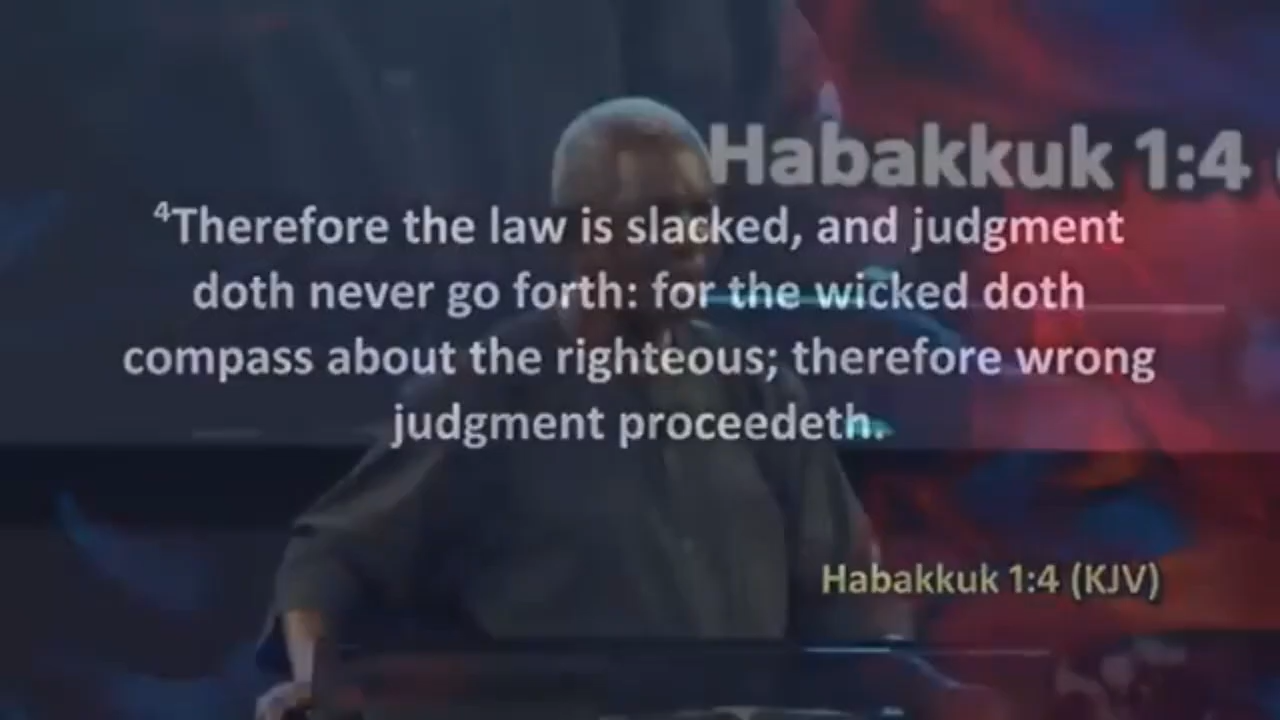 Habakkuk 1:4
⁴Therefore the law is slacked, and judgment
doth never go forth: for the wicked doth
compass about the righteous; therefore wrong
judgment proceedeth.
Habakkuk 1:4 (KJV)